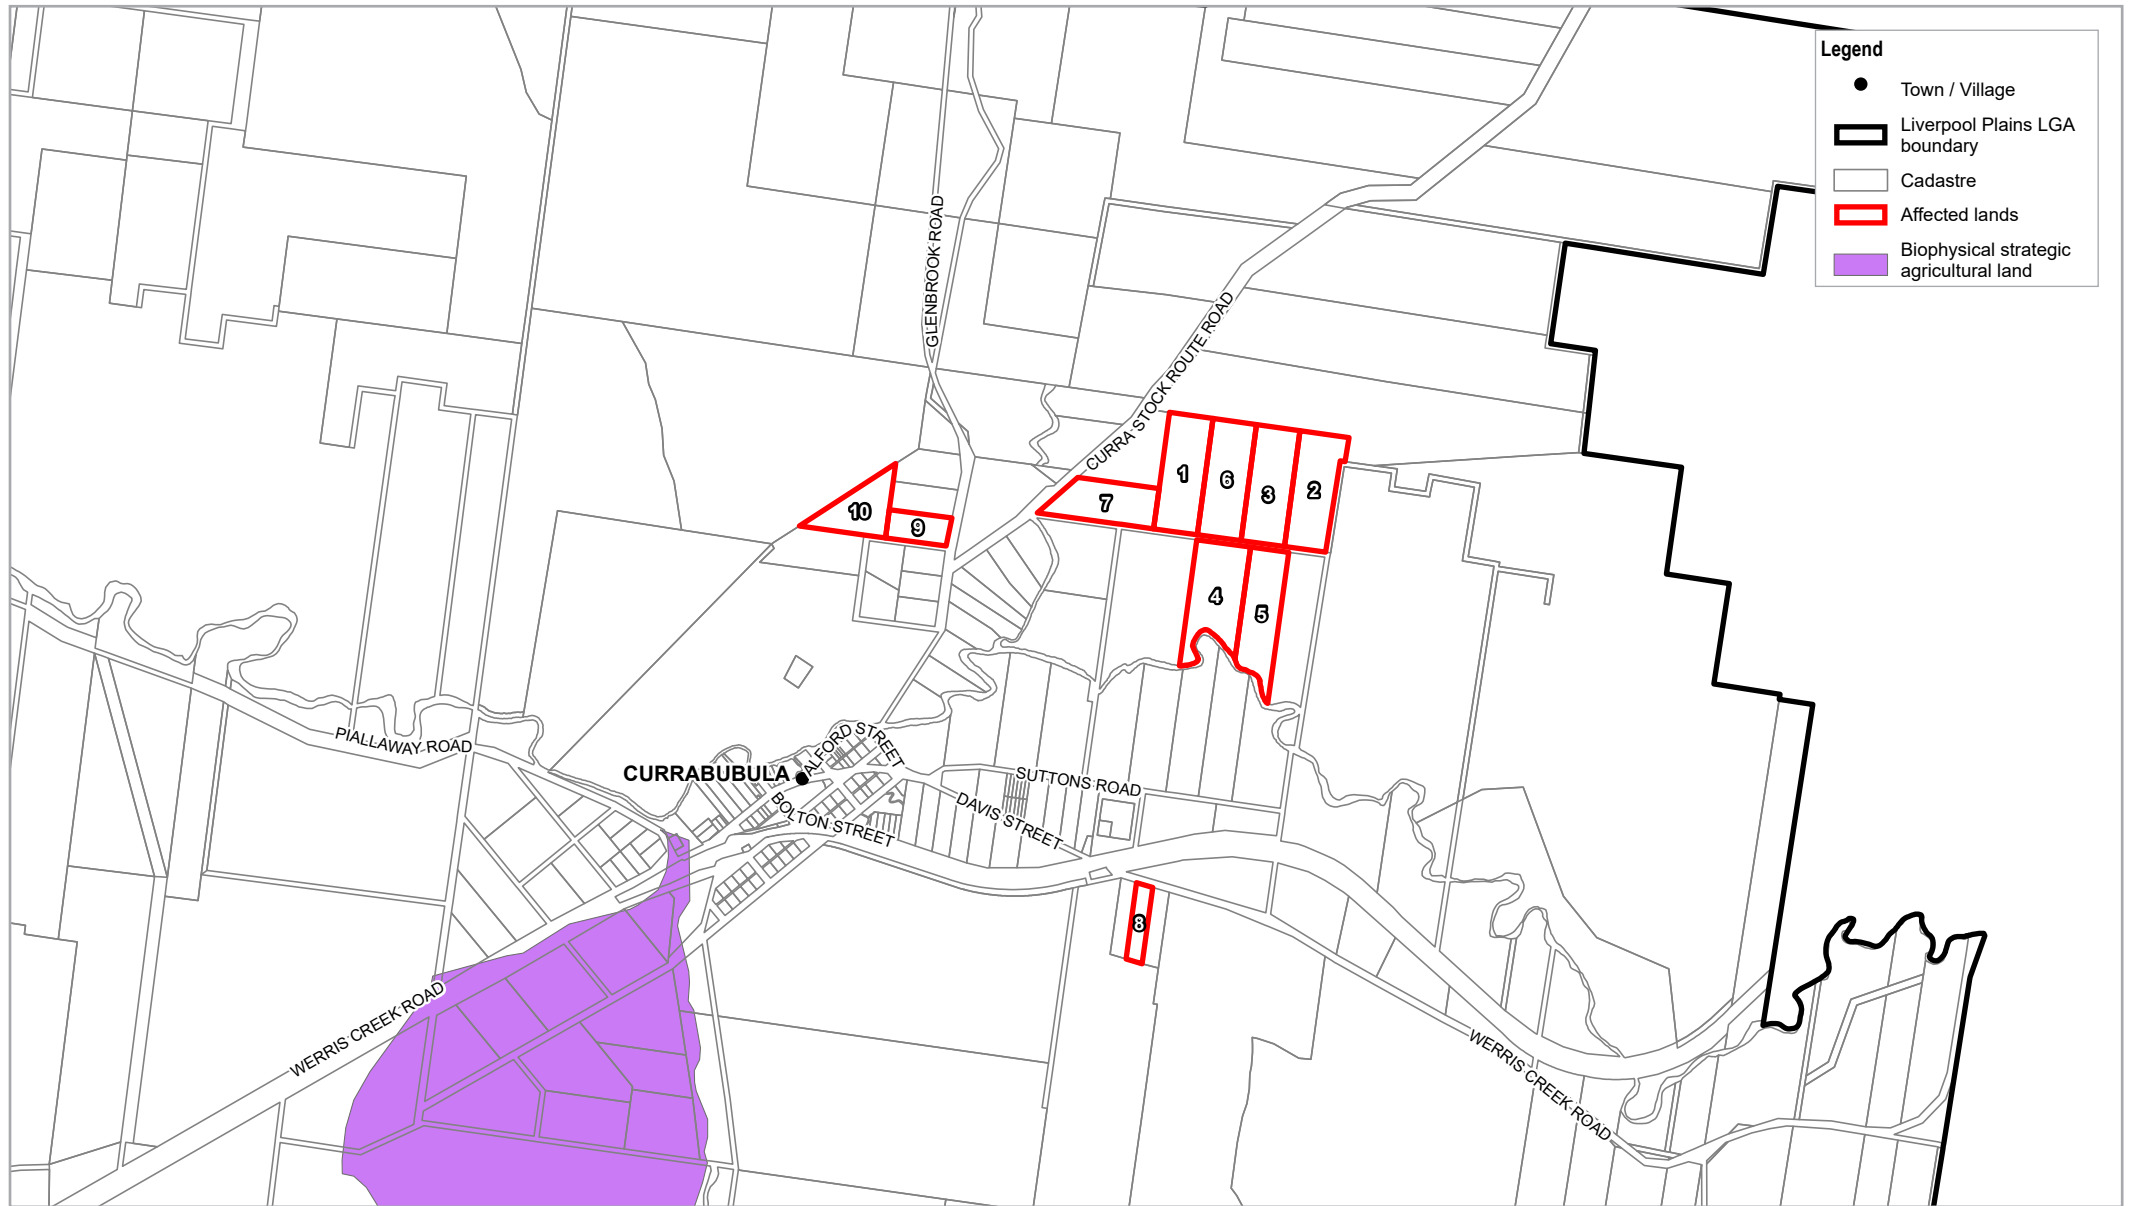 Legend
Town / Village
Liverpool Plains LGA
boundary
Cadastre
Affected lands
Biophysical strategic
agricultural land
GLENBROOK ROAD
CURRA STOCK ROUTE ROAD
1
6
3
2
7
10
9
4
5
PIALLAWAY ROAD
CURRABUBULA
ALFORD STREET
SUTTONS ROAD
BOLTON STREET
DAVIS STREET
8
WERRIS CREEK ROAD
WERRIS CREEK ROAD